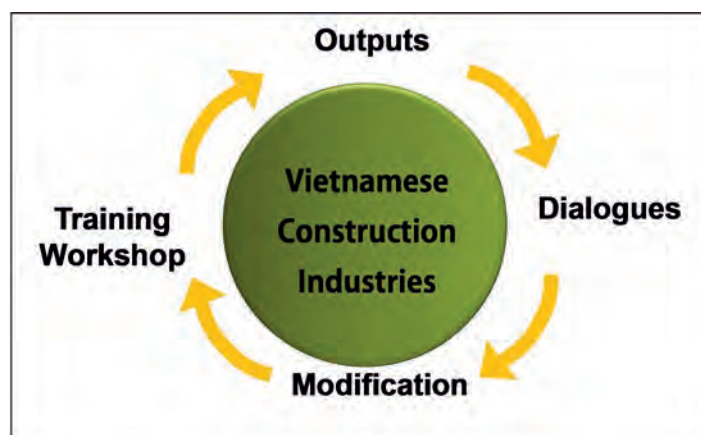 Outputs
Vietnamese
Construction
Industries
Dialogues
Training
Workshop
Modification